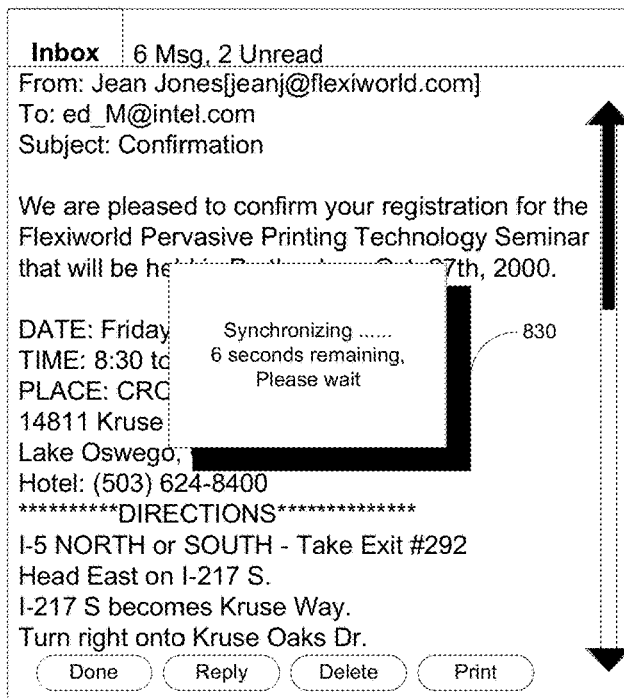 Inbox 6 Msg, 2 Unread
From: Jean Jones[jeanj@flexiworld.com]
To: ed_M@intel.com
Subject: Confirmation
We are pleased to confirm your registration for the
Flexiworld Pervasive Printing Technology Seminar
that will be 7th, 2000.
DATE: Friday
TIME: 8:30 to
PLACE: CRO
14811 Kruse
Lake Oswego,
Synchronizing ......
6 seconds remaining,
Please wait
830
Hotel: (503) 624-8400
**********DIRECTIONS**************
I-5 NORTH or SOUTH - Take Exit #292
Head East on I-217 S.
I-217 S becomes Kruse Way.
Turn right onto Kruse Oaks Dr.
Done Reply Delete Print